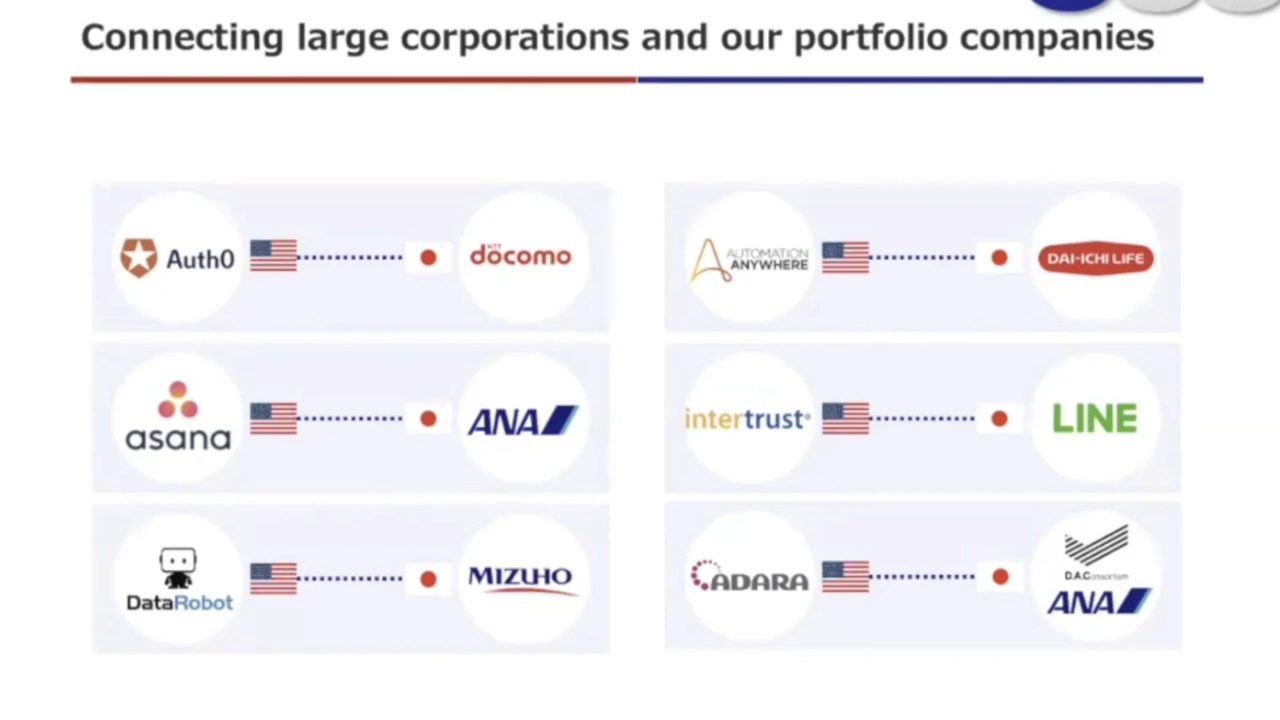 Connecting large corporations and our portfolio companies
Auth0
NTT
docomo
AUTOMATION
ANYWHERE
DAI-ICHI LIFE
asana
ANA
intertrust®
LINE
DataRobot
MIZUHO
ADARA
D.A.Consortium
ANA